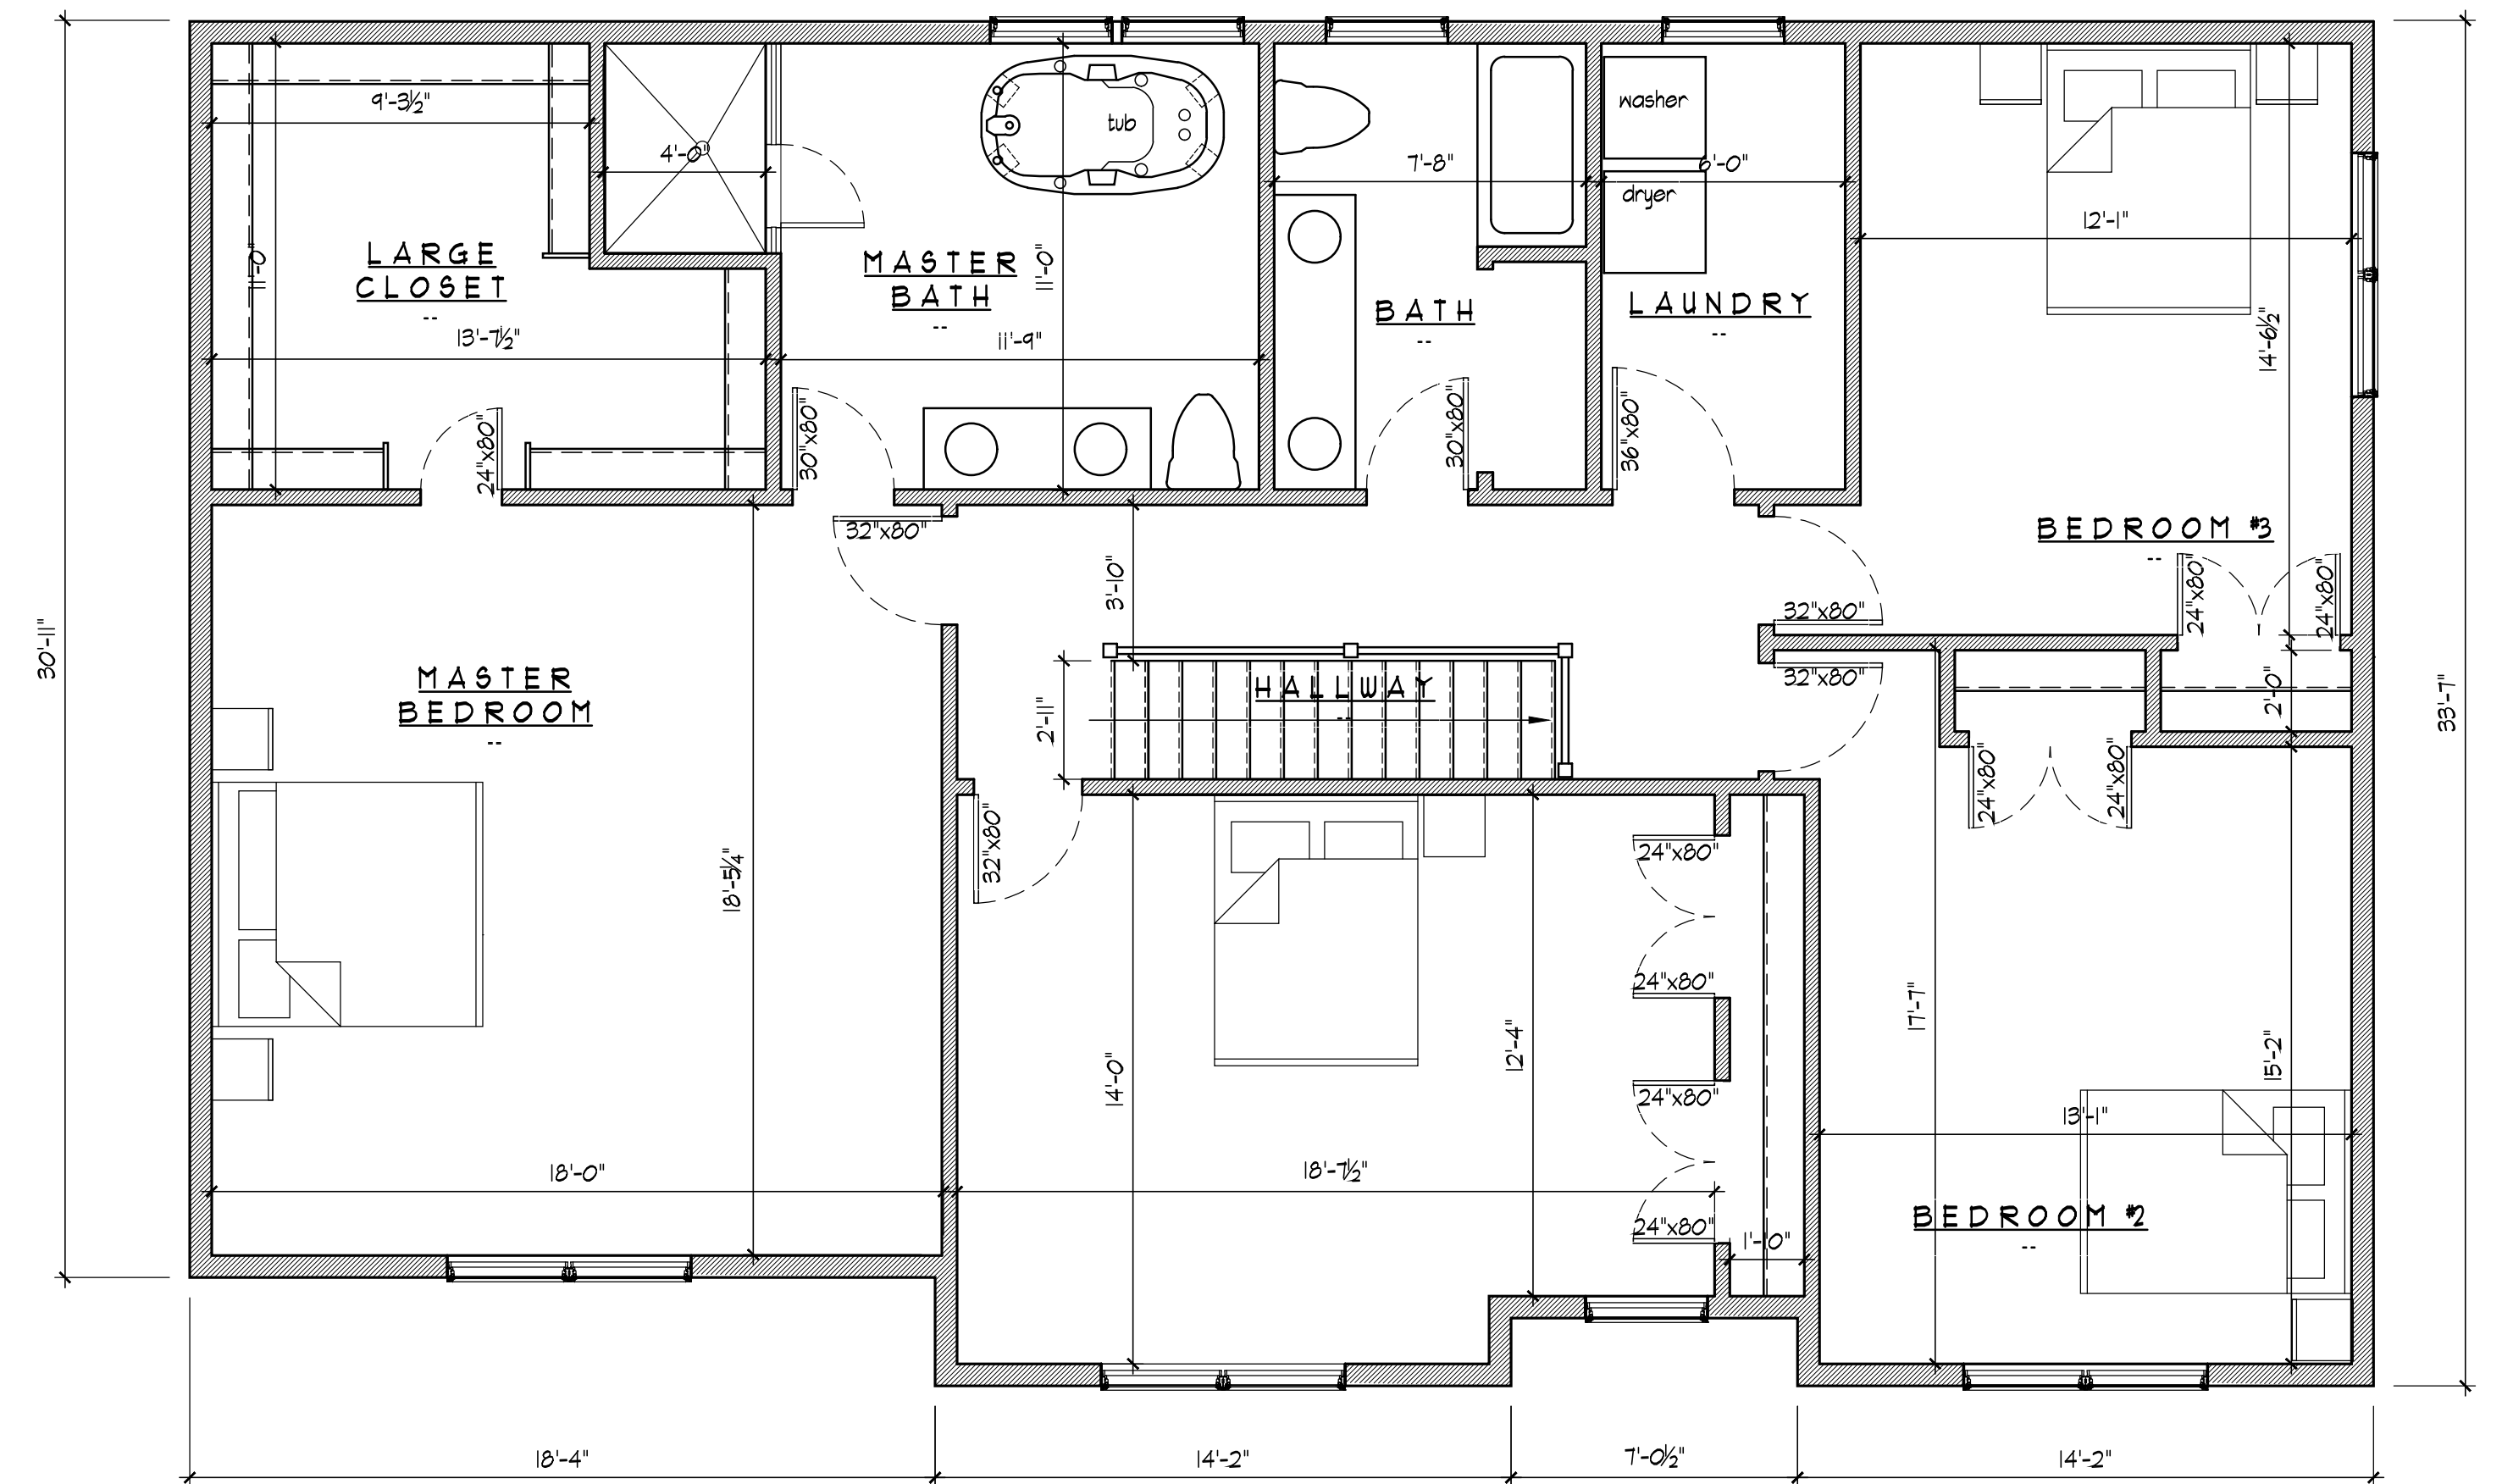 9'-3½"
4'-0"
tub
washer
7'-8"
6'-0"
dryer
12'-1"
LARGE
CLOSET
--
11'-0"
MASTER
BATH
--
11'-0"
BATH
--
LAUNDRY
--
14'-6½"
13'-7½"
11'-9"
24"x80"
30"x80"
30"x80"
36"x80"
32"x80"
BEDROOM #3
--
3'-10"
32"x80"
24"x80"
24"x80"
30'-11"
MASTER
BEDROOM
--
HALLWAY
--
2'-11"
32"x80"
2'-0"
33'-7"
24"x80"
24"x80"
32"x80"
18'-5¼"
24"x80"
24"x80"
14'-0"
12'-4"
17'-7"
15'-2"
24"x80"
13'-1"
18'-0"
18'-7½"
24"x80"
1'-10"
BEDROOM #2
--
18'-4"
14'-2"
7'-0½"
14'-2"